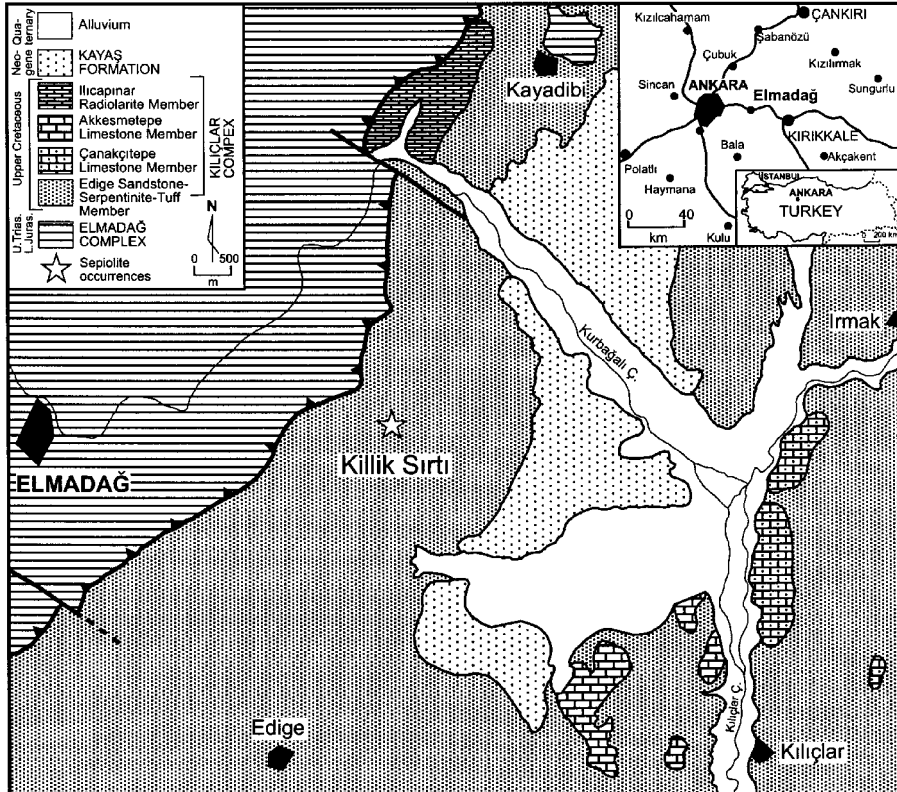 Qua-
ternary
Alluvium
Neo-
gene
KAYAŞ
FORMATION
Upper Cretaceous
Ilıcapınar
Radiolarite Member
Akkesmetepe
Limestone Member
Çanakçıtepe
Limestone Member
Edige Sandstone-
Serpentinite-Tuff
Member
KILIÇLAR
COMPLEX
U.Trias.
L.Juras.
ELMADAĞ
COMPLEX
Sepiolite
occurrences
N
0 500
m
Kızılcahamam
ÇANKIRI
Şabanözü
Çubuk
Kızılırmak
Sincan
ANKARA
Elmadağ
Sungurlu
KIRIKKALE
Polatlı
Bala
Akçakent
Haymana
0 40
km
Kulu
İSTANBUL
ANKARA
TURKEY
0 200 km
Kayadibi
Irmak
Kurbağalı Ç.
Killik Sırtı
ELMADAĞ
Edige
Kılıçlar Ç.
Kılıçlar